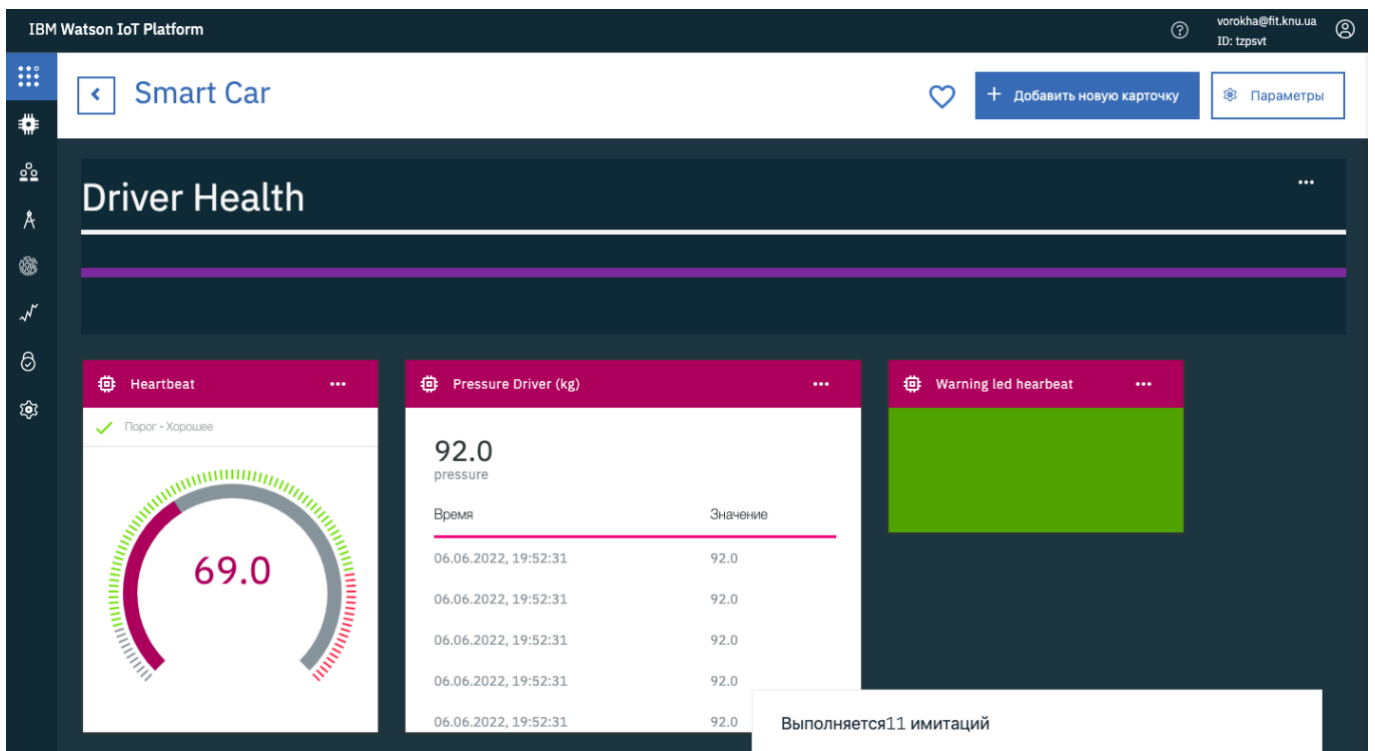 IBM Watson IoT Platform
vorokha@fit.knu.ua
ID: tzpsvt
Smart Car
+ Добавить новую карточку
Параметры
Driver Health
Heartbeat
Pressure Driver (kg)
Warning led hearbeat
Порог - Хорошее
69.0
92.0
pressure
Время Значение
06.06.2022, 19:52:31 92.0
06.06.2022, 19:52:31 92.0
06.06.2022, 19:52:31 92.0
06.06.2022, 19:52:31 92.0
06.06.2022, 19:52:31 92.0
Выполняется11 имитаций